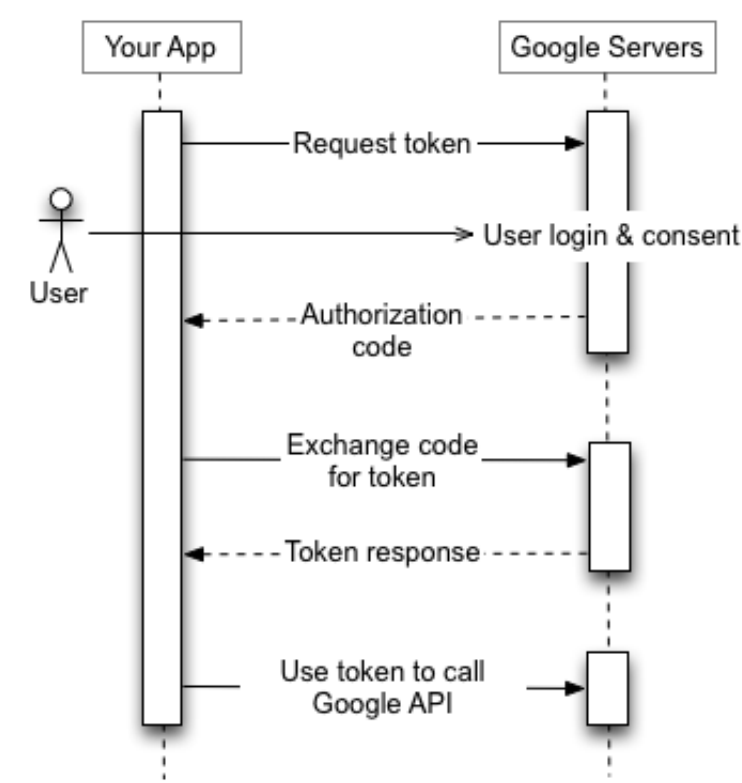 Your App
Google Servers
Request token
User login & consent
User
Authorization
code
Exchange code
for token
Token response
Use token to call
Google API